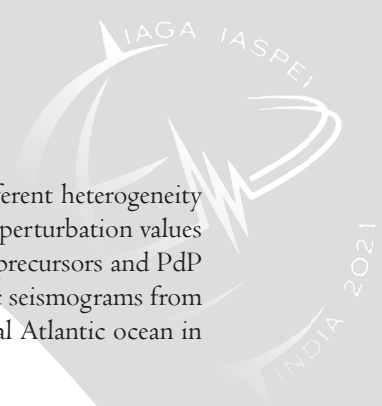 IAGA IASPEI
ferent heterogeneity
perturbation values
precursors and PdP
seismograms from
al Atlantic ocean in
INDIA 2021